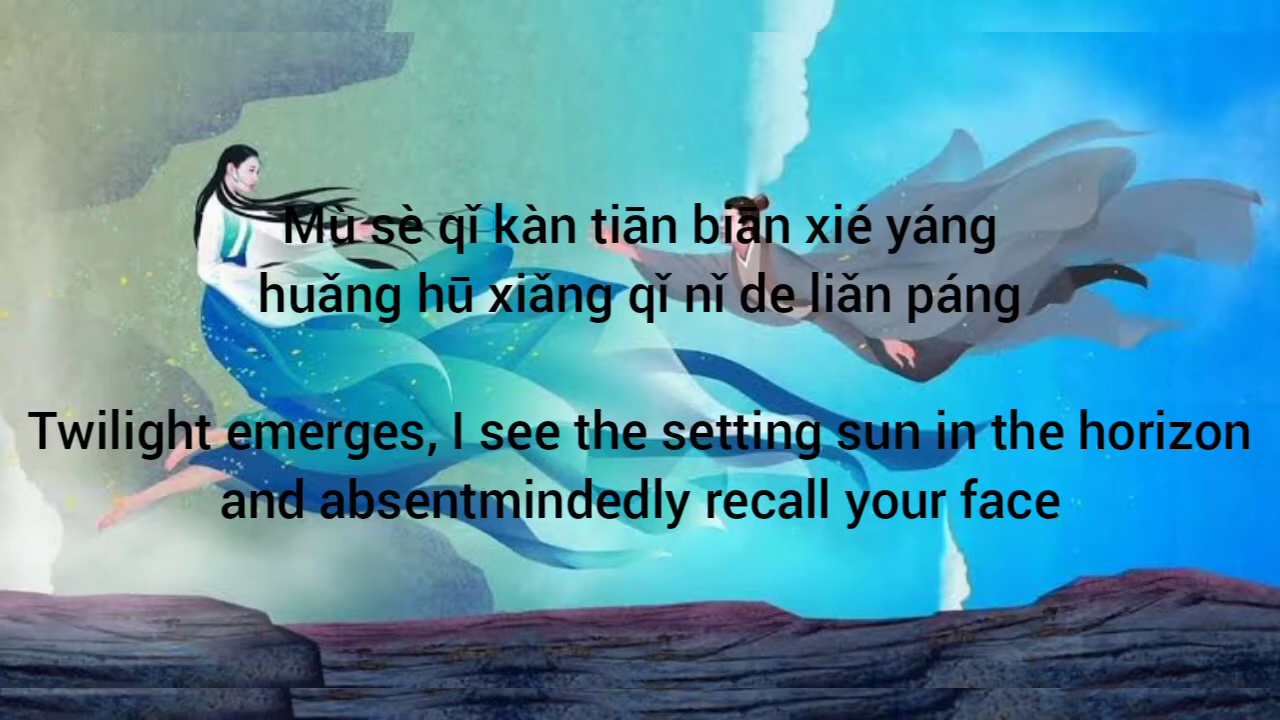 Mù sè qǐ kàn tiān biān xié yáng
huǎng hū xiǎng qǐ nǐ de liǎn páng
Twilight emerges, I see the setting sun in the horizon
and absentmindedly recall your face